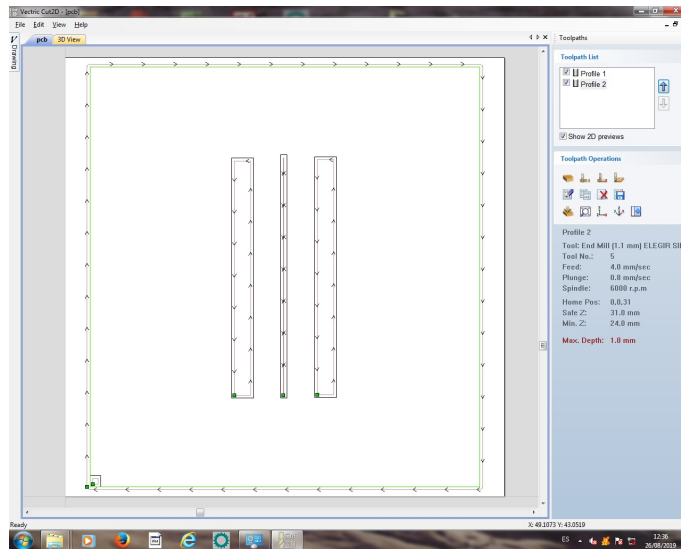 Vectric Cut2D - [pcb]
File Edit View Help
pcb 3D View
Drawing
Toolpaths
Toolpath List
Profile 1
Profile 2
Show 2D previews
Toolpath Operations
Profile 2
Tool: End Mill (1.1 mm) ELEGIR SI
Tool No.: 5
Feed: 4.0 mm/sec
Plunge: 0.8 mm/sec
Spindle: 6000 r.p.m
Home Pos: 0,0,31
Safe Z: 31.0 mm
Min. Z: 24.0 mm
Max. Depth: 1.8 mm
Ready
X: 49.1073 Y: 43.0519
ES
12:36
26/08/2019